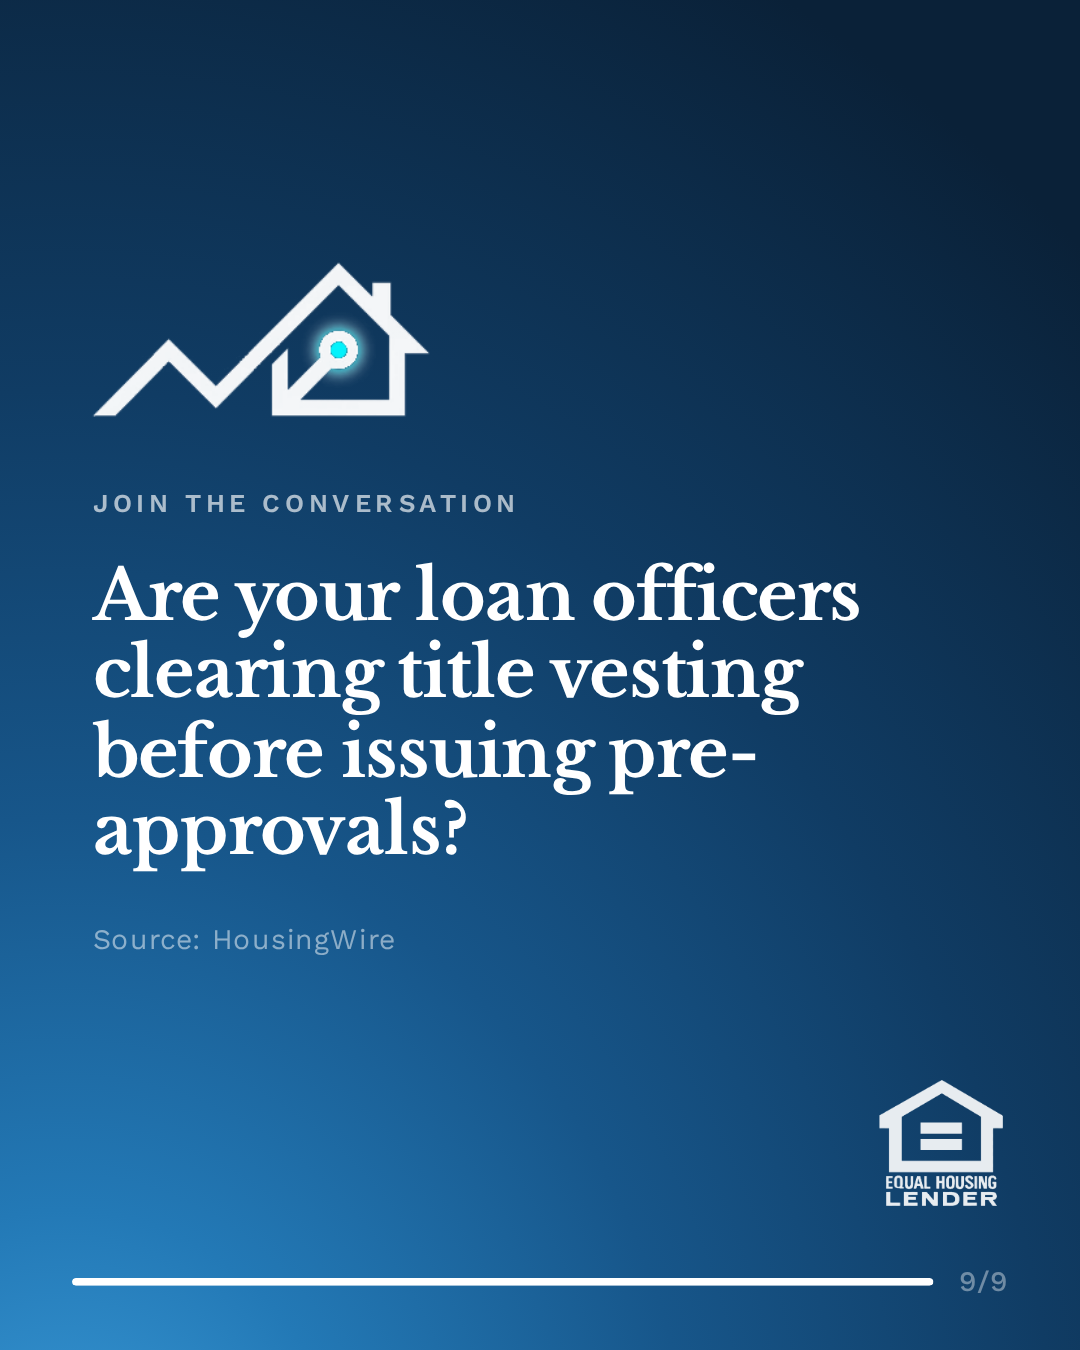 JOIN THE CONVERSATION
Are your loan officers
clearing title vesting
before issuing pre-
approvals?
Source: HousingWire
EQUAL HOUSING
LENDER
9/9